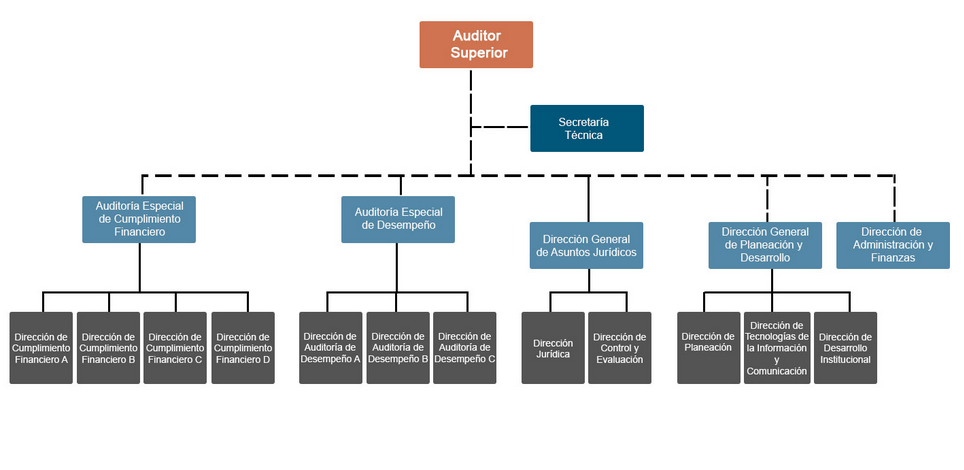 Auditor
Superior
Secretaría
Técnica
Auditoría Especial
de Cumplimiento
Financiero
Auditoría Especial
de Desempeño
Dirección General
de Asuntos Jurídicos
Dirección General
de Planeación y
Desarrollo
Dirección de
Administración y
Finanzas
Dirección de
Cumplimiento
Financiero A
Dirección de
Cumplimiento
Financiero B
Dirección de
Cumplimiento
Financiero C
Dirección de
Cumplimiento
Financiero D
Dirección de
Auditoría de
Desempeño A
Dirección de
Auditoría de
Desempeño B
Dirección de
Auditoría de
Desempeño C
Dirección
Jurídica
Dirección de
Control y
Evaluación
Dirección de
Planeación
Dirección de
Tecnologías de
la Información
y
Comunicación
Dirección de
Desarrollo
Institucional